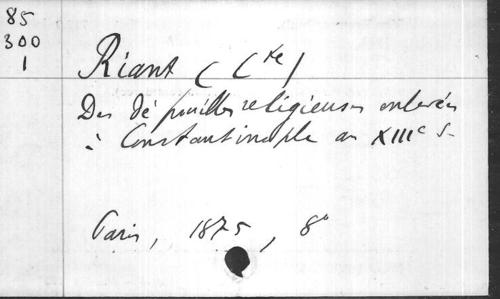 85
300
1
Riant (Cte)
Des dépouilles religieuses enlevées
à Constantinople au XIIIe s.
Paris, 1875, 8°